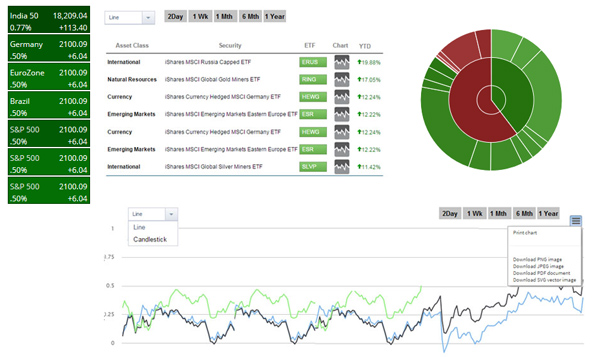 India 50 18,209.04
0.77% +113.40
Germany 2100.09
.50% +6.04
EuroZone 2100.09
.50% +6.04
Brazil 2100.09
.50% +6.04
S&P 500 2100.09
.50% +6.04
S&P 500 2100.09
.50% +6.04
S&P 500 2100.09
.50% +6.04
Line 2Day 1 Wk 1 Mth 6 Mth 1 Year
Asset Class Security ETF Chart YTD
International iShares MSCI Russia Capped ETF ERUS 19.88%
Natural Resources iShares MSCI Global Gold Miners ETF RING 17.05%
Currency iShares Currency Hedged MSCI Germany ETF HEWG 12.24%
Emerging Markets iShares MSCI Emerging Markets Eastern Europe ETF EBR 12.22%
Currency iShares Currency Hedged MSCI Germany ETF HEWG 12.24%
Emerging Markets iShares MSCI Emerging Markets Eastern Europe ETF EBR 12.22%
International iShares MSCI Global Silver Miners ETF SLVP 11.42%
Line 2Day 1 Wk 1 Mth 6 Mth 1 Year
Line
Candlestick
Print chart
Download PNG image
Download JPEG image
Download PDF document
Download SVG vector image
1
0.75
0.5
0.25
0